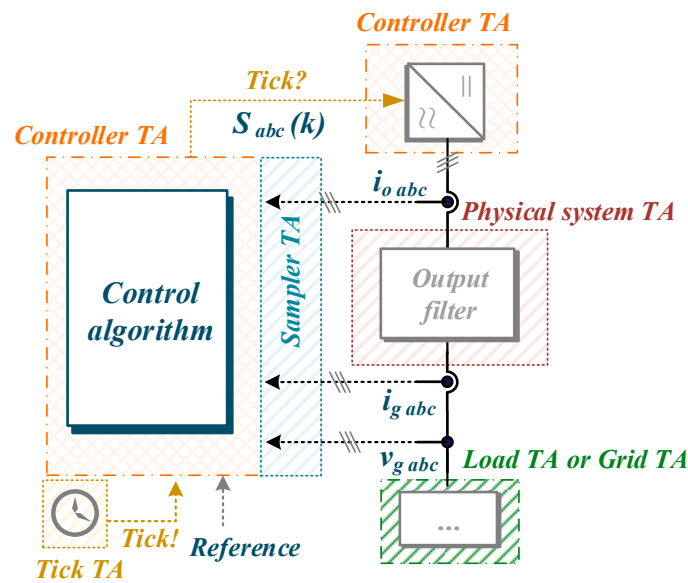 Controller TA
Tick?
S abc (k)
Controller TA
i o abc
Physical system TA
Sampler TA
Control
algorithm
Output
filter
i g abc
v g abc
Load TA or Grid TA
...
Tick!
Reference
Tick TA